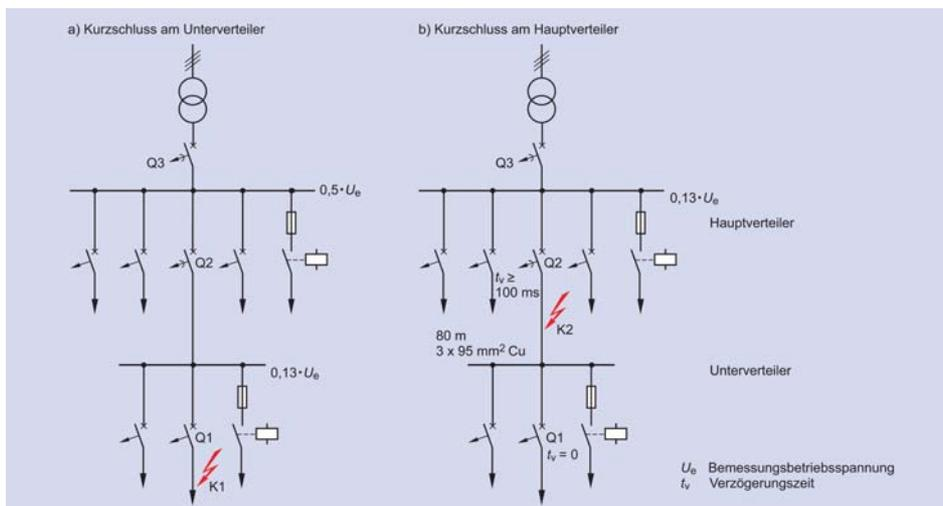 a) Kurzschluss am Unterverteiler
Q3
0,5·Ue
Q2
0,13·Ue
Q1
K1
b) Kurzschluss am Hauptverteiler
Q3
0,13·Ue
Hauptverteiler
Q2
tv ≥
100 ms
K2
80 m
3 x 95 mm² Cu
Unterverteiler
Q1
tv = 0
Ue Bemessungsbetriebsspannung
tv Verzögerungszeit